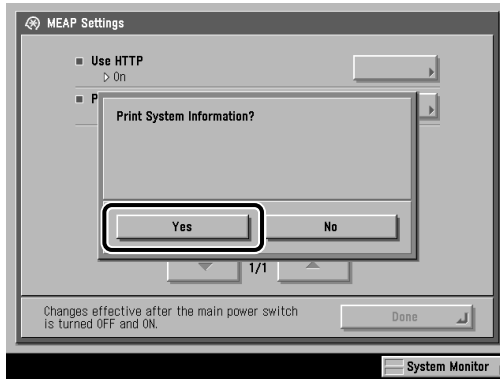 MEAP Settings
Use HTTP
On
P
Print System Information?
Yes
No
1/1
Changes effective after the main power switch
is turned OFF and ON.
Done
System Monitor